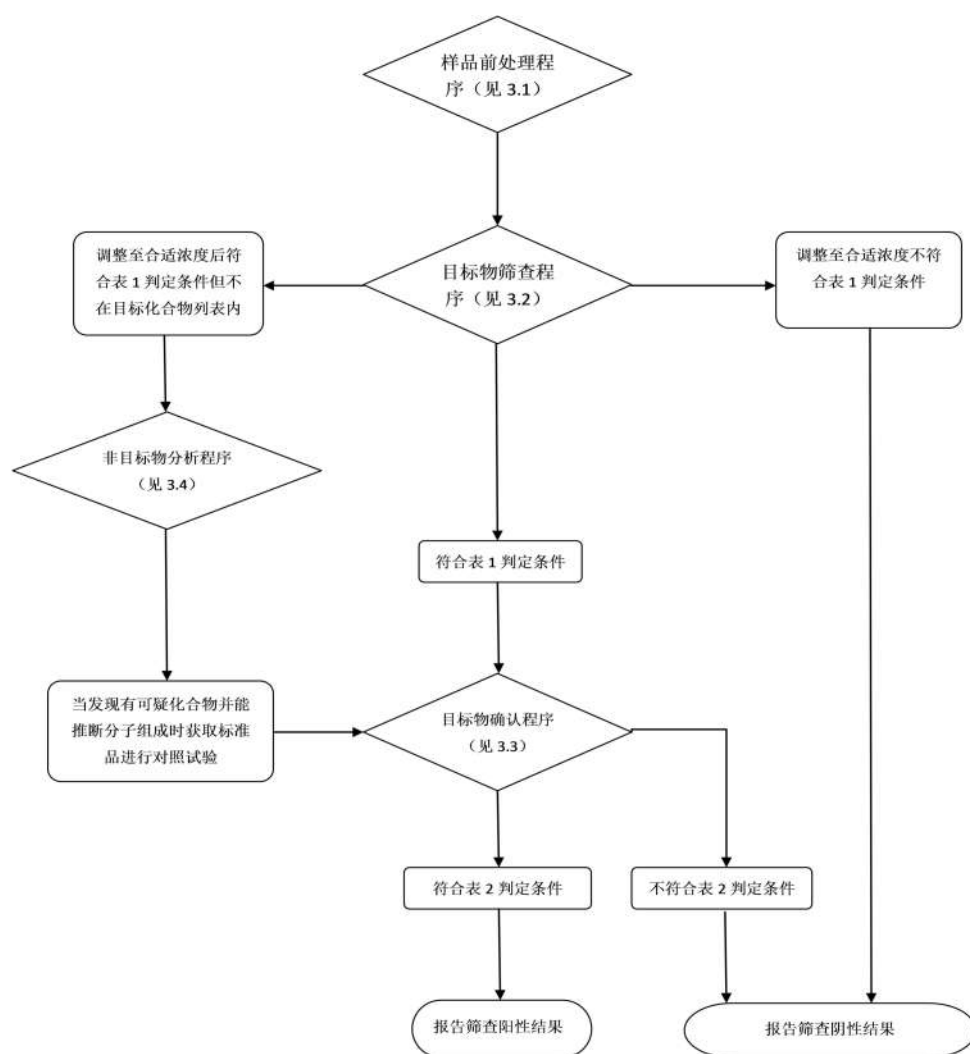 样品前处理程
序（见 3.1）
调整至合适浓度后符
合表 1 判定条件但不
在目标化合物列表内
目标物筛查程
序（见 3.2）
调整至合适浓度不符
合表 1 判定条件
非目标物分析程序
（见 3.4）
符合表 1 判定条件
当发现有可疑化合物并能
推断分子组成时获取标准
品进行对照试验
目标物确认程序
（见 3.3）
符合表 2 判定条件
不符合表 2 判定条件
报告筛查阳性结果
报告筛查阴性结果